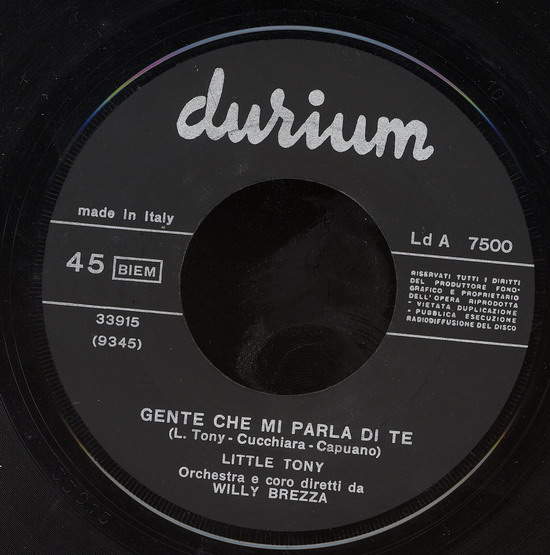 durium
made in Italy
Ld A 7500
45 BIEM
RISERVATI TUTTI I DIRITTI
DEL PRODUTTORE FONO-
GRAFICO E PROPRIETARIO
DELL'OPERA RIPRODOTTA
- VIETATA DUPLICAZIONE
- PUBBLICA ESECUZIONE
RADIODIFFUSIONE DEL DISCO
33915
(9345)
GENTE CHE MI PARLA DI TE
(L. Tony - Cucchiara - Capuano)
LITTLE TONY
Orchestra e coro diretti da
WILLY BREZZA